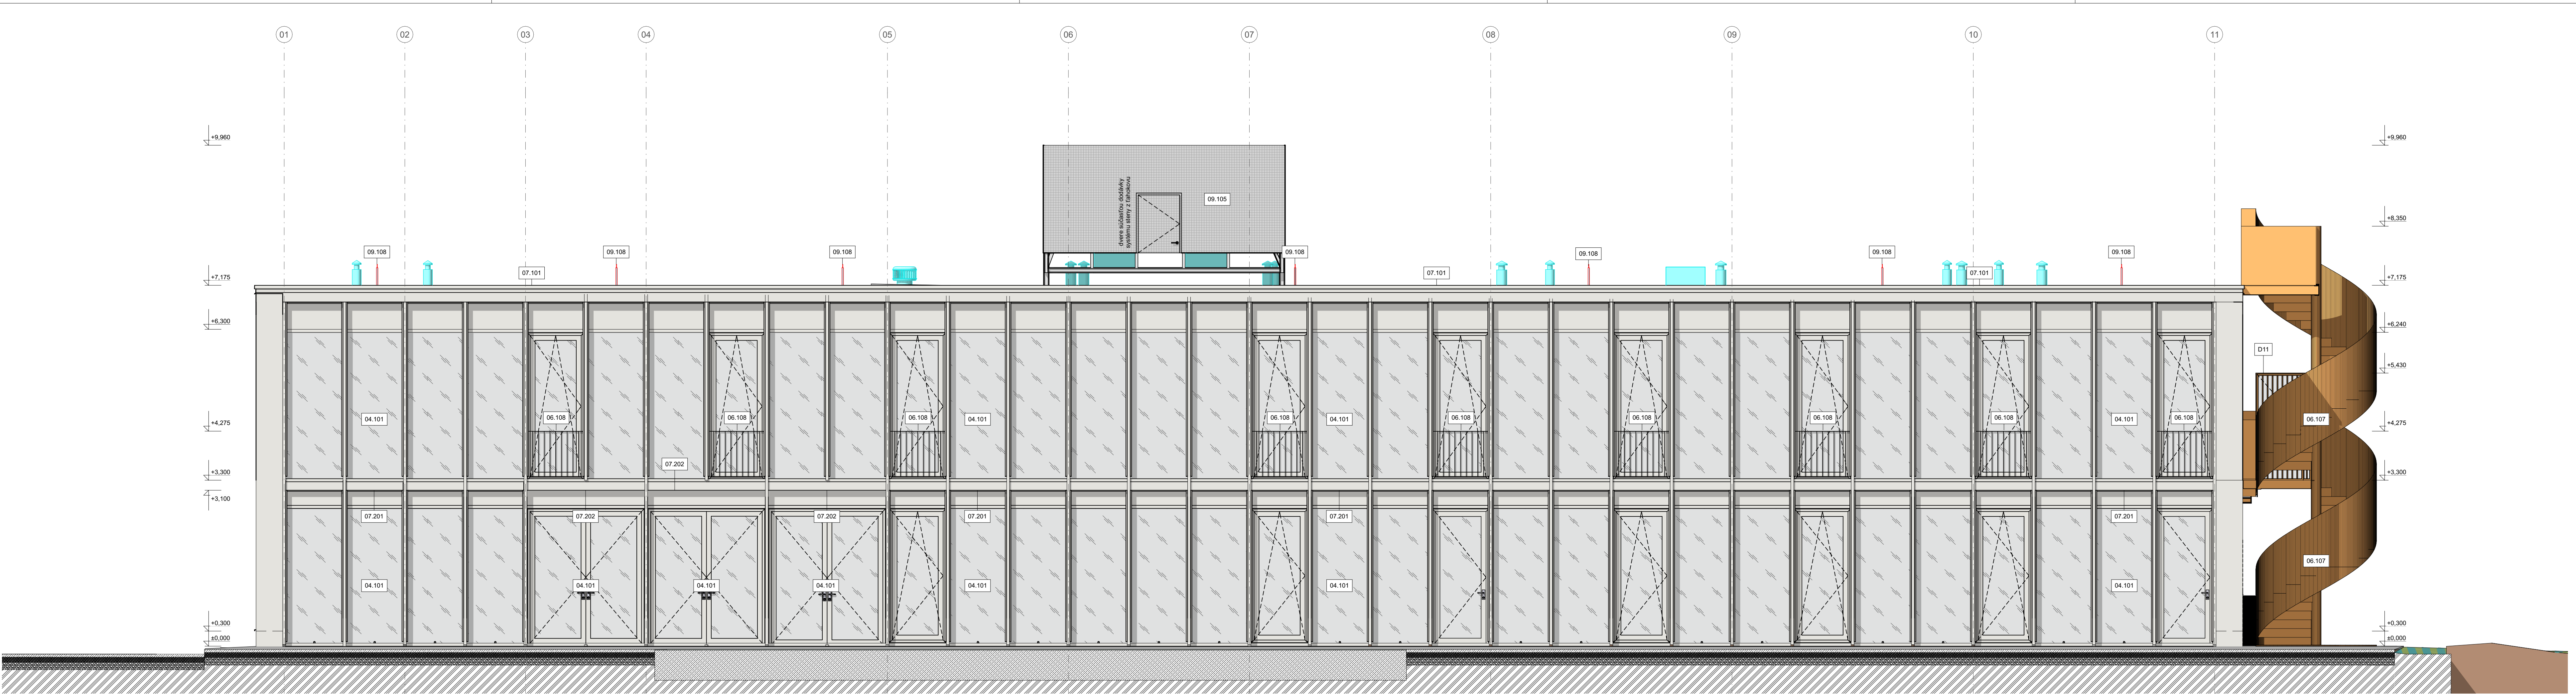 01 02 03 04 05 06 07 08 09 10 11
+9,960 +9,960
dvere súčasťou dodávky
systému steny z ťahokovu
09.105
+8,350
09.108 09.108 09.108 09.108 09.108 09.108 09.108
+7,175 07.101 07.101 07.101 +7,175
+6,300 +6,240
D11
+5,430
04.101 06.108 06.108 06.108 04.101 06.108 04.101 06.108 06.108 06.108 06.108 04.101 06.108 06.107
+4,275 +4,275
07.202
+3,300 +3,300
+3,100
07.201 07.202 07.202 07.201 07.201 07.201
06.107
04.101 04.101 04.101 04.101 04.101 04.101 04.101
+0,300 +0,300
±0,000 ±0,000